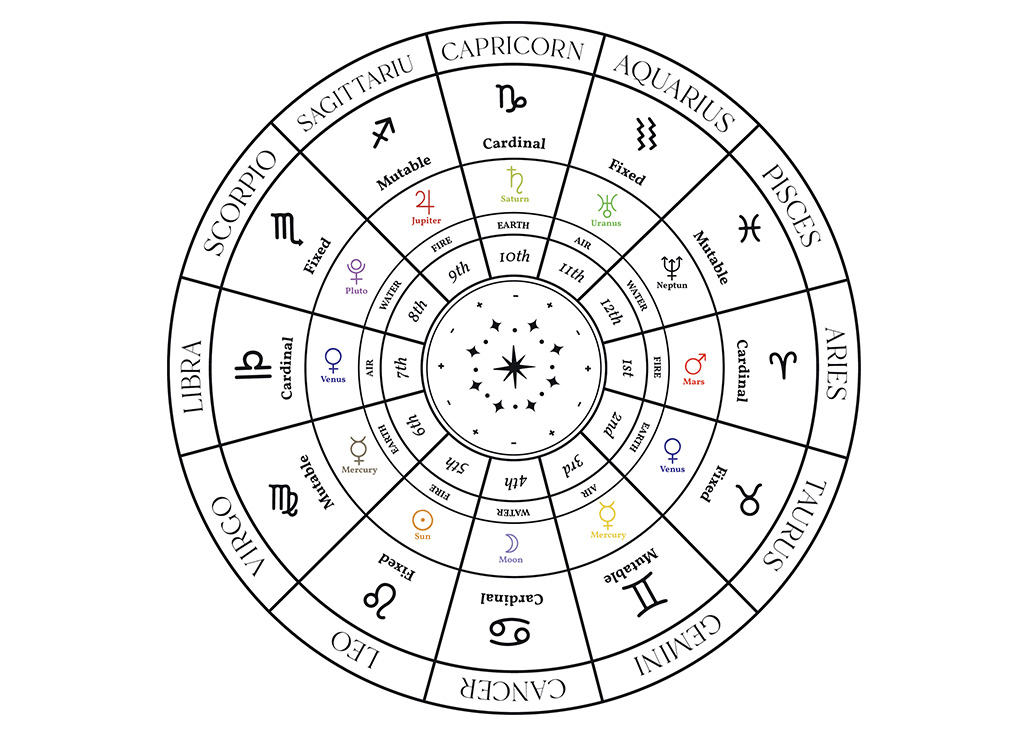 CAPRICORN
Cardinal
Saturn
EARTH
10th
AQUARIUS
Fixed
Uranus
AIR
11th
PISCES
Mutable
Neptun
WATER
12th
ARIES
Cardinal
Mars
FIRE
1st
TAURUS
Fixed
Venus
EARTH
2nd
GEMINI
Mutable
Mercury
AIR
3rd
CANCER
Cardinal
Moon
WATER
4th
LEO
Fixed
Sun
FIRE
5th
VIRGO
Mutable
Mercury
EARTH
6th
LIBRA
Cardinal
Venus
AIR
7th
SCORPIO
Fixed
Pluto
WATER
8th
SAGITTARIU
Mutable
Jupiter
FIRE
9th